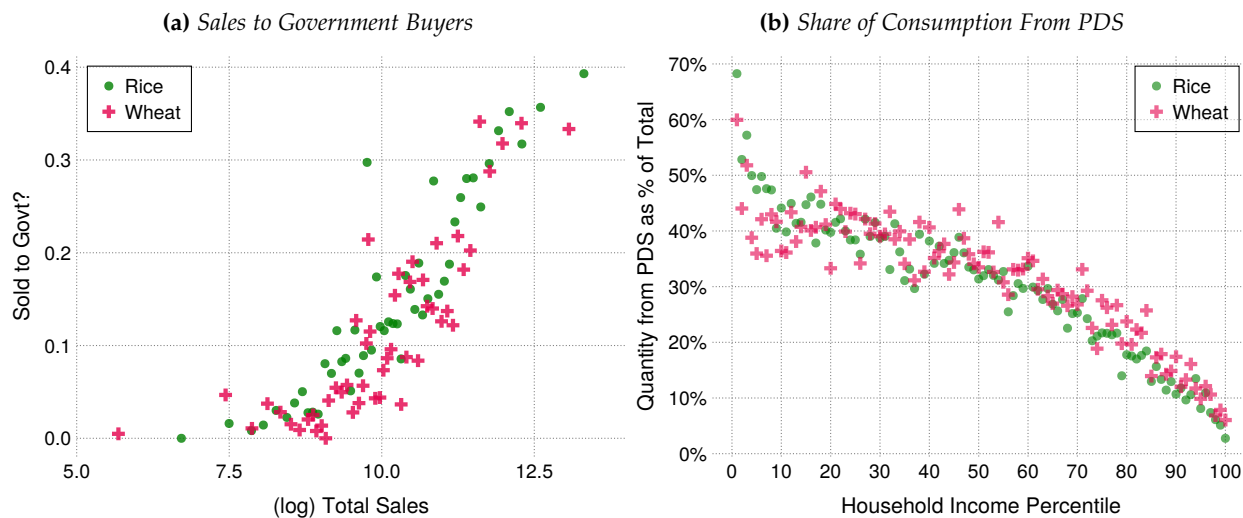 (a) Sales to Government Buyers
Sold to Govt?
0.4
0.3
0.2
0.1
0.0
Rice
Wheat
5.0 7.5 10.0 12.5
(log) Total Sales
(b) Share of Consumption From PDS
Quantity from PDS as % of Total
70%
60%
50%
40%
30%
20%
10%
0%
Rice
Wheat
0 10 20 30 40 50 60 70 80 90 100
Household Income Percentile